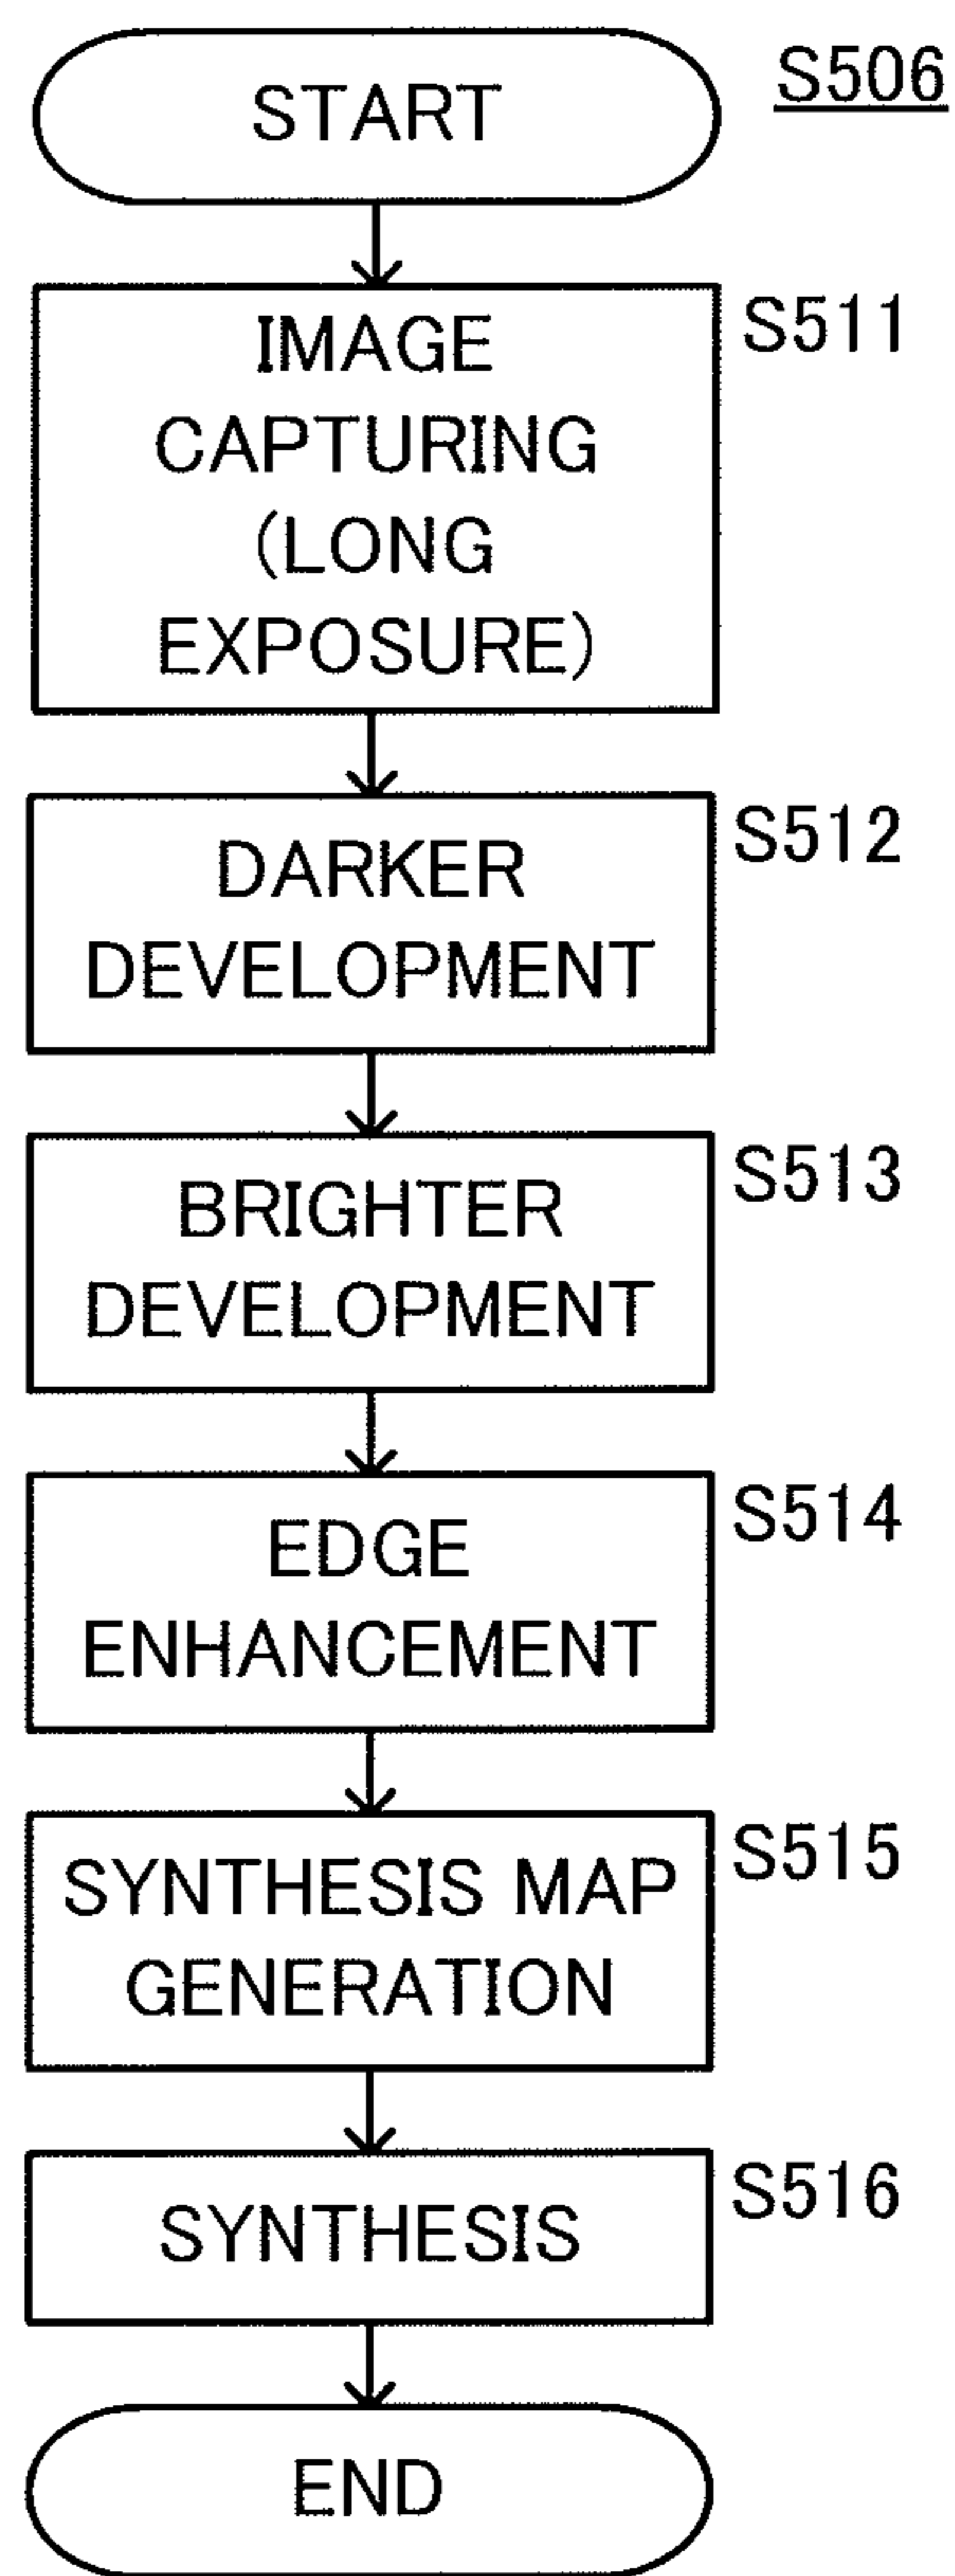 START
S506
IMAGE
CAPTURING
(LONG
EXPOSURE)
S511
DARKER
DEVELOPMENT
S512
BRIGHTER
DEVELOPMENT
S513
EDGE
ENHANCEMENT
S514
SYNTHESIS MAP
GENERATION
S515
SYNTHESIS
S516
END